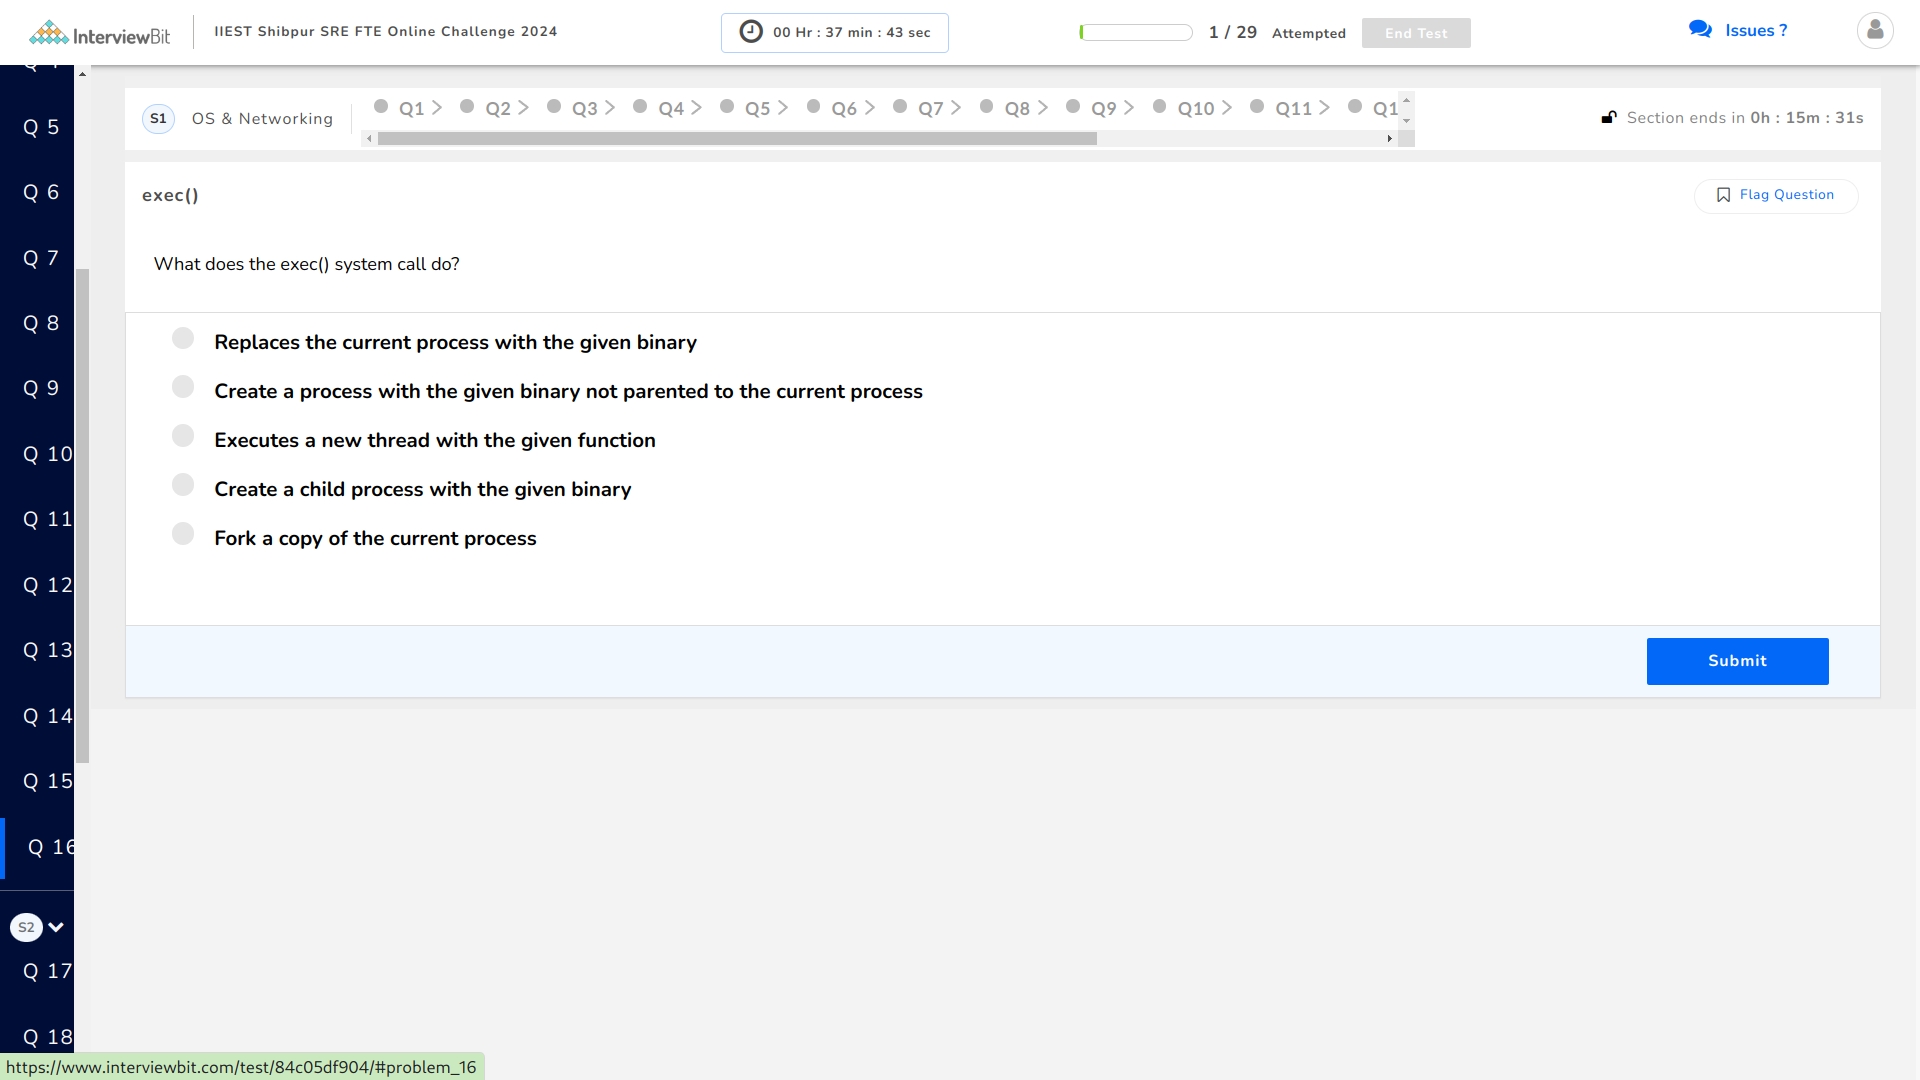 InterviewBit
IIEST Shibpur SRE FTE Online Challenge 2024
00 Hr : 37 min : 43 sec
1 / 29 Attempted
End Test
Issues ?
S1
OS & Networking
Q1
Q2
Q3
Q4
Q5
Q6
Q7
Q8
Q9
Q10
Q11
Q1
Section ends in 0h : 15m : 31s
Q 5
Q 6
Q 7
Q 8
Q 9
Q 10
Q 11
Q 12
Q 13
Q 14
Q 15
Q 16
S2
Q 17
Q 18
exec()
Flag Question
What does the exec() system call do?
Replaces the current process with the given binary
Create a process with the given binary not parented to the current process
Executes a new thread with the given function
Create a child process with the given binary
Fork a copy of the current process
Submit
https://www.interviewbit.com/test/84c05df904/#problem_16